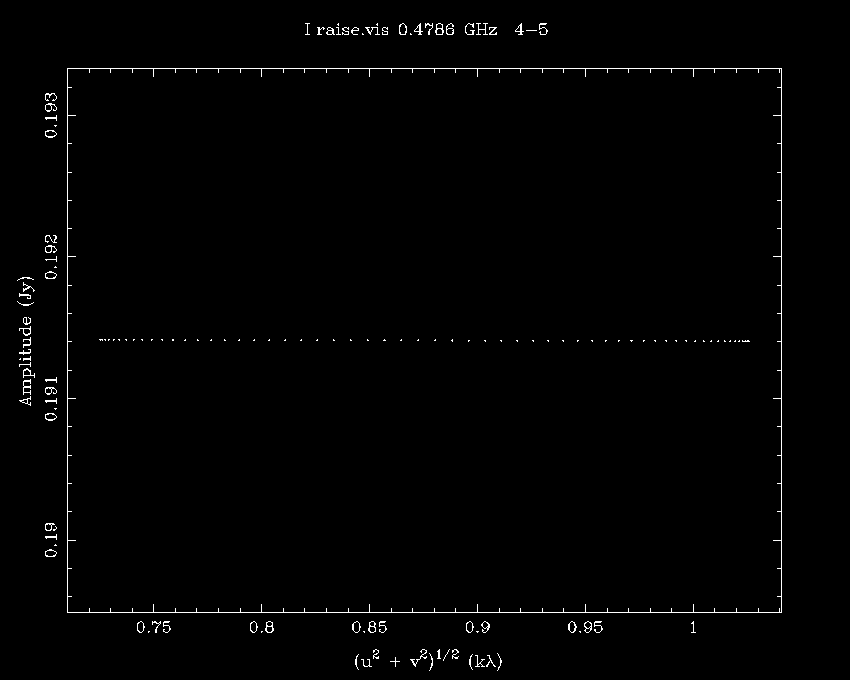 I raise.vis 0.4786 GHz 4−5
0.193
0.192
0.191
0.19
Amplitude (Jy)
0.75 0.8 0.85 0.9 0.95 1
(u² + v²)¹/² (kλ)